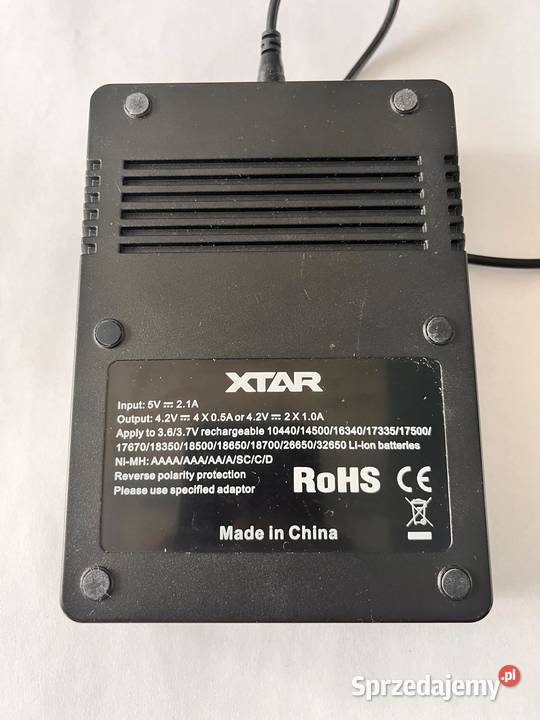 XTAR
Input: 5V ⎓ 2.1A
Output: 4.2V ⎓ 4 X 0.5A or 4.2V ⎓ 2 X 1.0A
Apply to 3.6/3.7V rechargeable 10440/14500/16340/17335/17500/
17670/18350/18500/18650/18700/26650/32650 Li-ion batteries
Ni-MH: AAAA/AAA/AA/A/SC/C/D
Reverse polarity protection
Please use specified adaptor
RoHS CE
Made in China
Sprzedajemy.pl